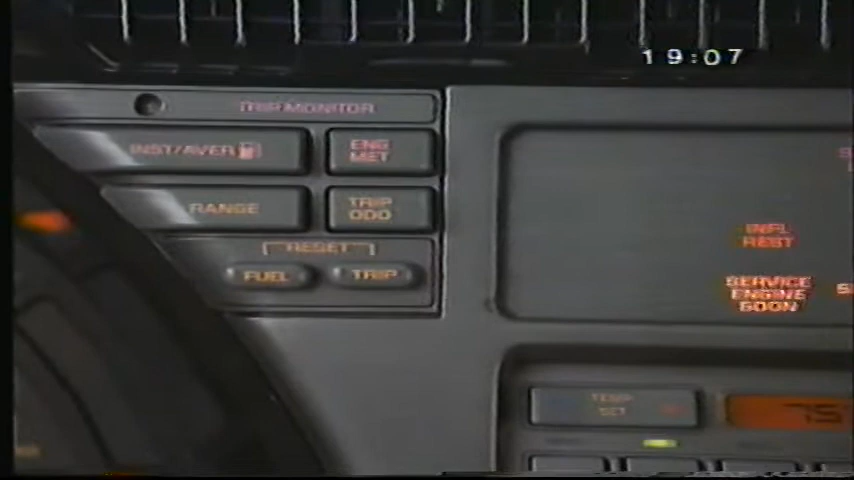 19:07
TRIP MONITOR
INST/AVER
ENG
MET
RANGE
TRIP
ODO
RESET
FUEL
TRIP
INFL
REST
SERVICE
ENGINE
SOON
TEMP
SET
75